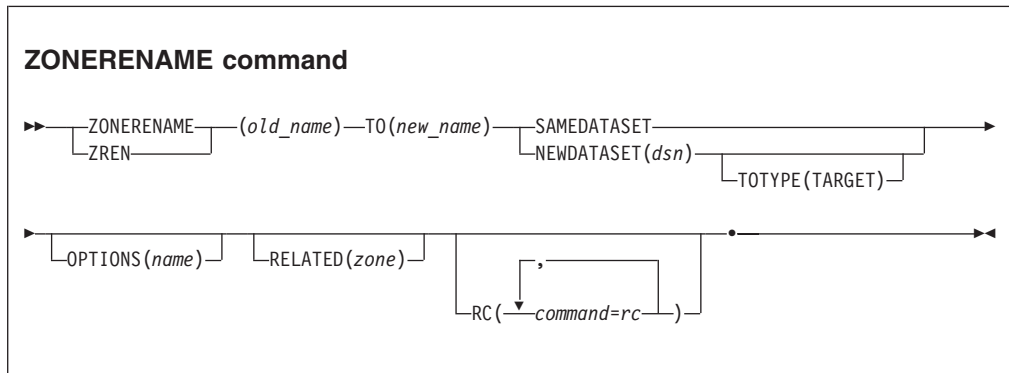 ZONERENAME command
ZONERENAME (old_name) TO(new_name) SAMEDATASET
ZREN NEWDATASET(dsn)
TOTYPE(TARGET)
OPTIONS(name) RELATED(zone) .
,
RC( command=rc )